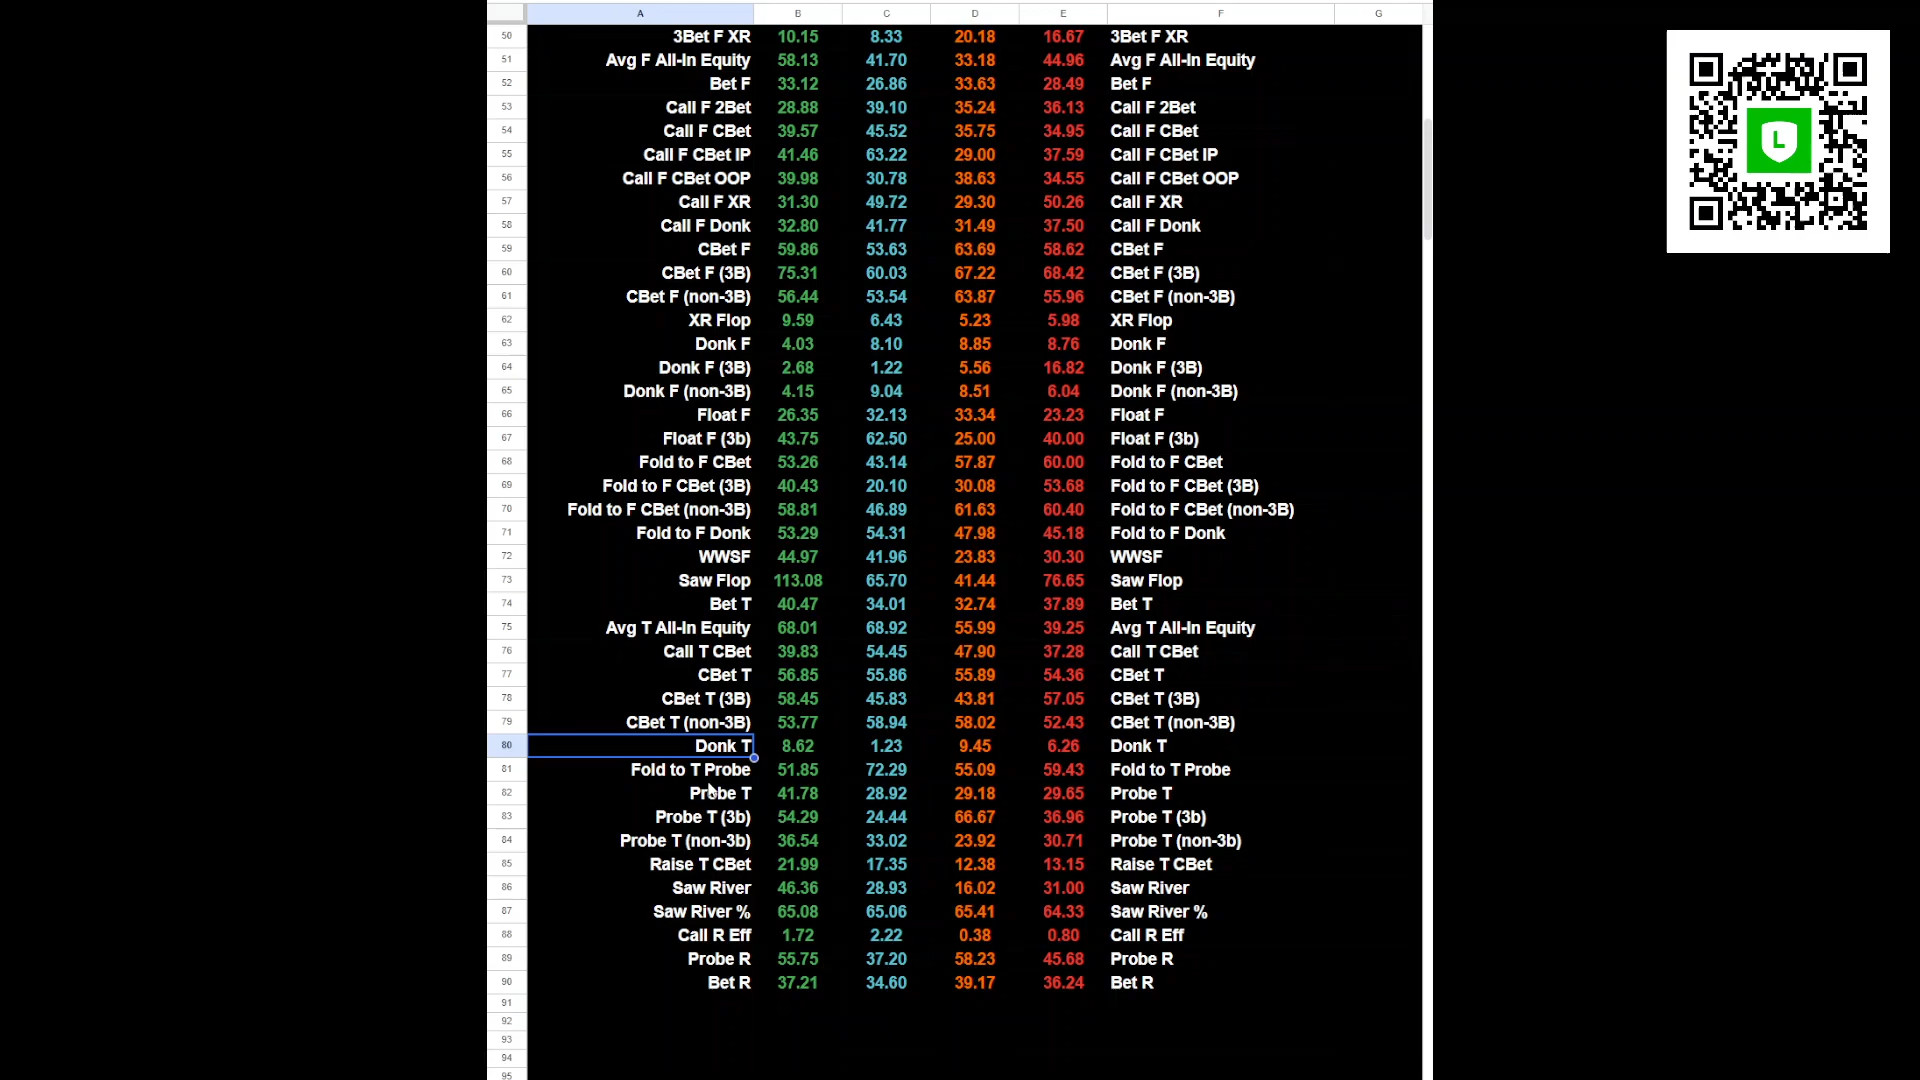 A B C D E F G
50 3Bet F XR 10.15 8.33 20.18 16.67 3Bet F XR
51 Avg F All-In Equity 58.13 41.70 33.18 44.96 Avg F All-In Equity
52 Bet F 33.12 26.86 33.63 28.49 Bet F
53 Call F 2Bet 28.88 39.10 35.24 36.13 Call F 2Bet
54 Call F CBet 39.57 45.52 35.75 34.95 Call F CBet
55 Call F CBet IP 41.46 63.22 29.00 37.59 Call F CBet IP
56 Call F CBet OOP 39.98 30.78 38.63 34.55 Call F CBet OOP
57 Call F XR 31.30 49.72 29.30 50.26 Call F XR
58 Call F Donk 32.80 41.77 31.49 37.50 Call F Donk
59 CBet F 59.86 53.63 63.69 58.62 CBet F
60 CBet F (3B) 75.31 60.03 67.22 68.42 CBet F (3B)
61 CBet F (non-3B) 56.44 53.54 63.87 55.96 CBet F (non-3B)
62 XR Flop 9.59 6.43 5.23 5.98 XR Flop
63 Donk F 4.03 8.10 8.85 8.76 Donk F
64 Donk F (3B) 2.68 1.22 5.56 16.82 Donk F (3B)
65 Donk F (non-3B) 4.15 9.04 8.51 6.04 Donk F (non-3B)
66 Float F 26.35 32.13 33.34 23.23 Float F
67 Float F (3b) 43.75 62.50 25.00 40.00 Float F (3b)
68 Fold to F CBet 53.26 43.14 57.87 60.00 Fold to F CBet
69 Fold to F CBet (3B) 40.43 20.10 30.08 53.68 Fold to F CBet (3B)
70 Fold to F CBet (non-3B) 58.81 46.89 61.63 60.40 Fold to F CBet (non-3B)
71 Fold to F Donk 53.29 54.31 47.98 45.18 Fold to F Donk
72 WWSF 44.97 41.96 23.83 30.30 WWSF
73 Saw Flop 113.08 65.70 41.44 76.65 Saw Flop
74 Bet T 40.47 34.01 32.74 37.89 Bet T
75 Avg T All-In Equity 68.01 68.92 55.99 39.25 Avg T All-In Equity
76 Call T CBet 39.83 54.45 47.90 37.28 Call T CBet
77 CBet T 56.85 55.86 55.89 54.36 CBet T
78 CBet T (3B) 58.45 45.83 43.81 57.05 CBet T (3B)
79 CBet T (non-3B) 53.77 58.94 58.02 52.43 CBet T (non-3B)
80 Donk T 8.62 1.23 9.45 6.26 Donk T
81 Fold to T Probe 51.85 72.29 55.09 59.43 Fold to T Probe
82 Probe T 41.78 28.92 29.18 29.65 Probe T
83 Probe T (3b) 54.29 24.44 66.67 36.96 Probe T (3b)
84 Probe T (non-3b) 36.54 33.02 23.92 30.71 Probe T (non-3b)
85 Raise T CBet 21.99 17.35 12.38 13.15 Raise T CBet
86 Saw River 46.36 28.93 16.02 31.00 Saw River
87 Saw River % 65.08 65.06 65.41 64.33 Saw River %
88 Call R Eff 1.72 2.22 0.38 0.80 Call R Eff
89 Probe R 55.75 37.20 58.23 45.68 Probe R
90 Bet R 37.21 34.60 39.17 36.24 Bet R
91
92
93
94
95
L